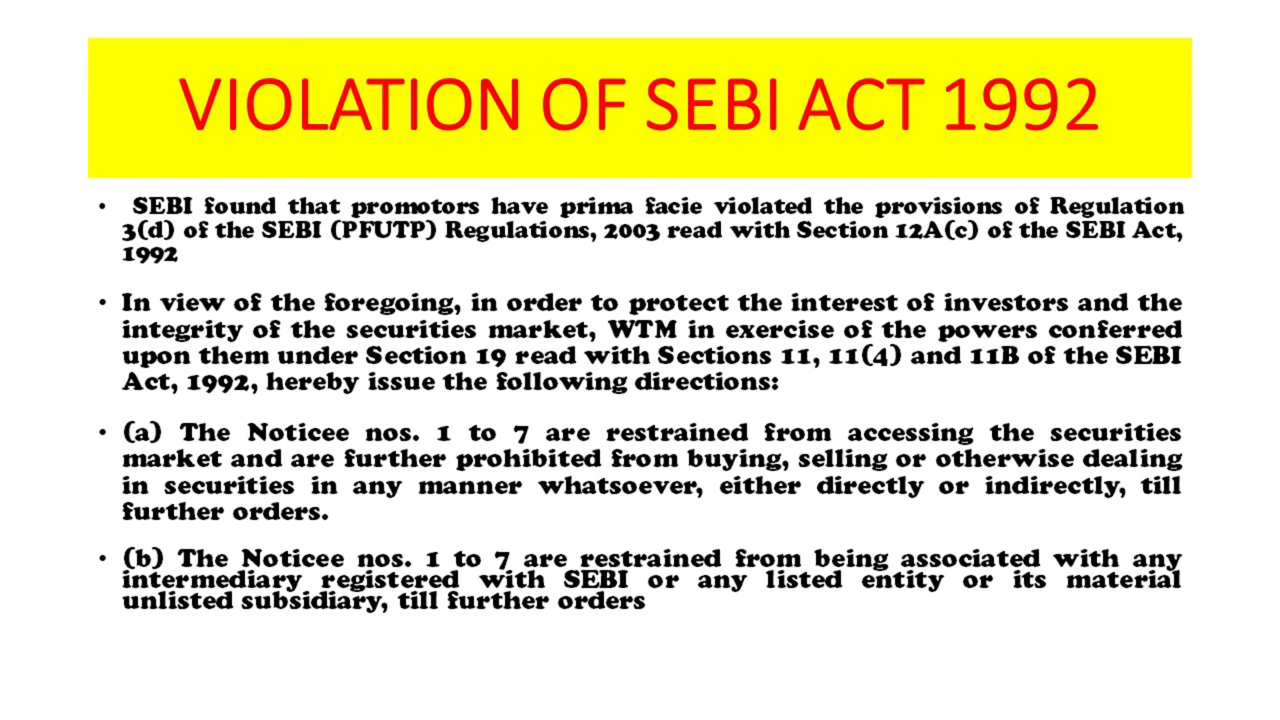 VIOLATION OF SEBI ACT 1992
• SEBI found that promotors have prima facie violated the provisions of Regulation
3(d) of the SEBI (PFUTP) Regulations, 2003 read with Section 12A(c) of the SEBI Act,
1992
• In view of the foregoing, in order to protect the interest of investors and the
integrity of the securities market, WTM in exercise of the powers conferred
upon them under Section 19 read with Sections 11, 11(4) and 11B of the SEBI
Act, 1992, hereby issue the following directions:
• (a) The Noticee nos. 1 to 7 are restrained from accessing the securities
market and are further prohibited from buying, selling or otherwise dealing
in securities in any manner whatsoever, either directly or indirectly, till
further orders.
• (b) The Noticee nos. 1 to 7 are restrained from being associated with any
intermediary registered with SEBI or any listed entity or its material
unlisted subsidiary, till further orders